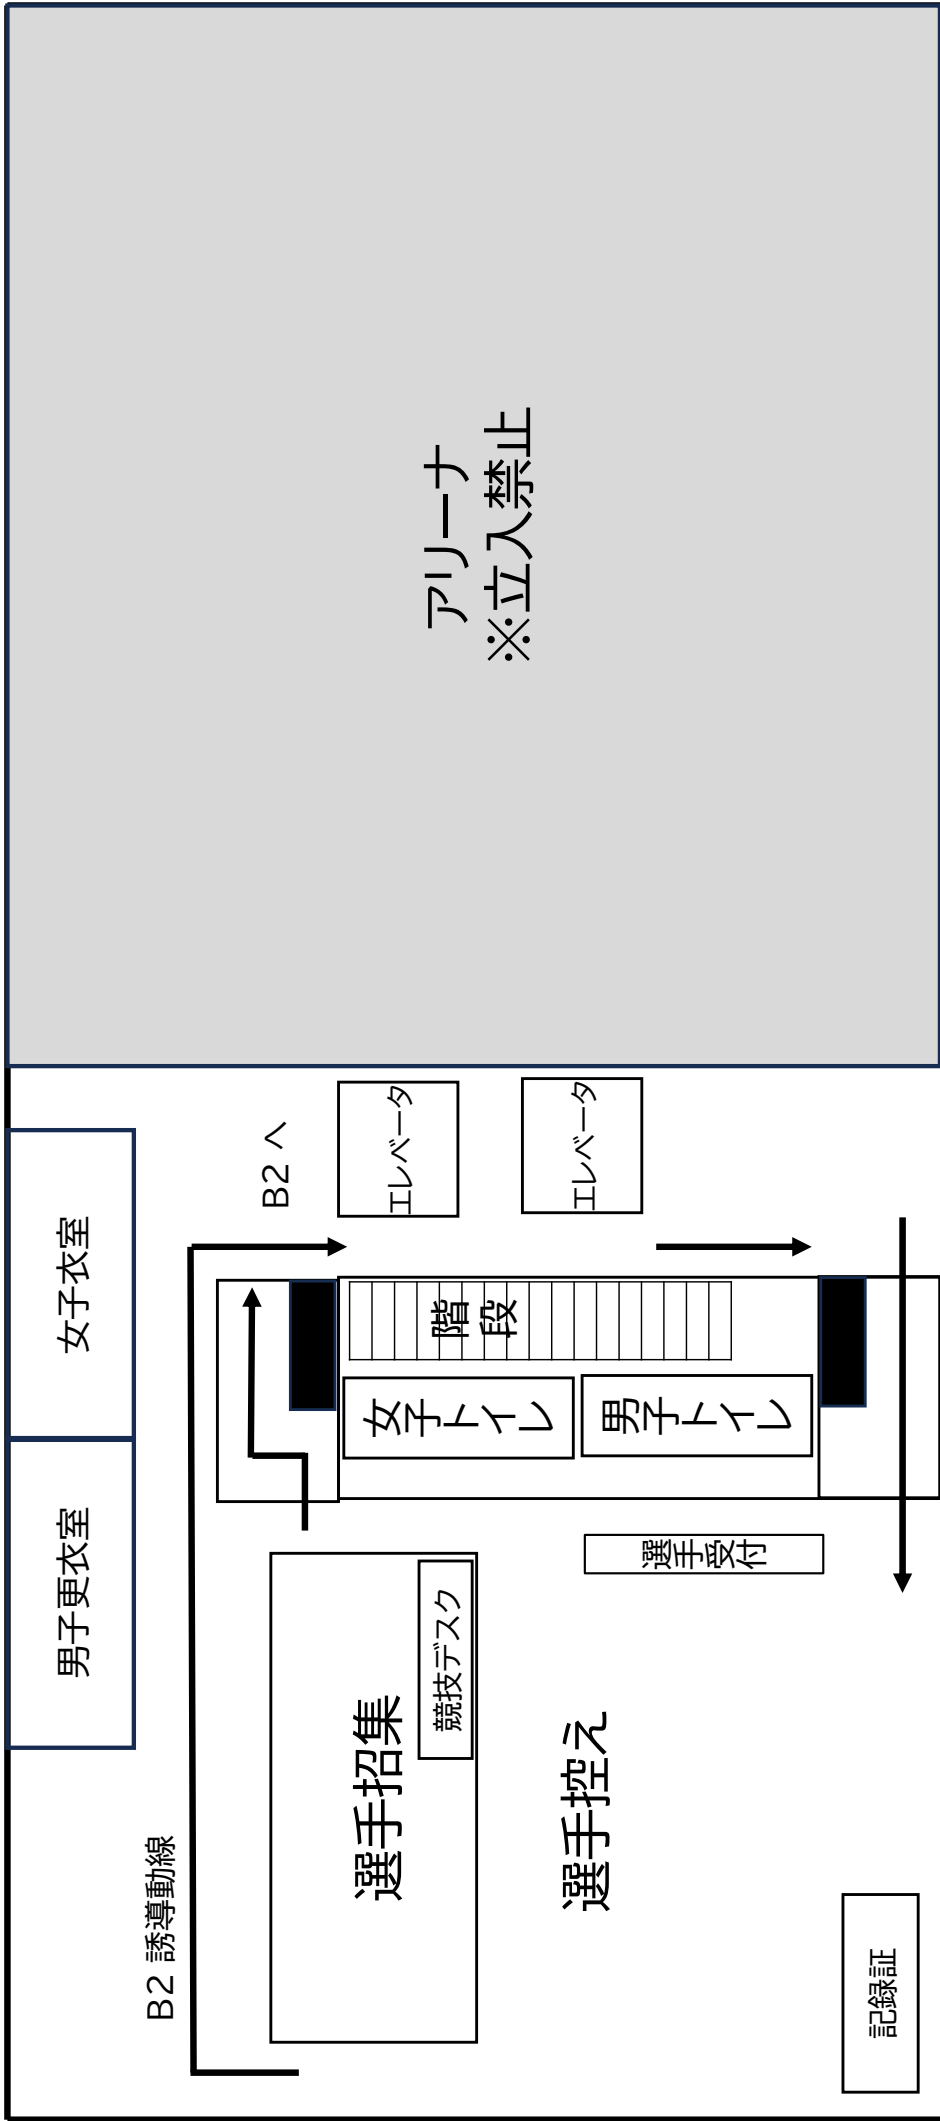 アリーナ
※立入禁止
女子衣室
男子更衣室
B2 へ
エレベータ
エレベータ
階
段
女子トイレ
男子トイレ
選手受付
選手招集
競技デスク
選手控え
B2 誘導動線
記録証